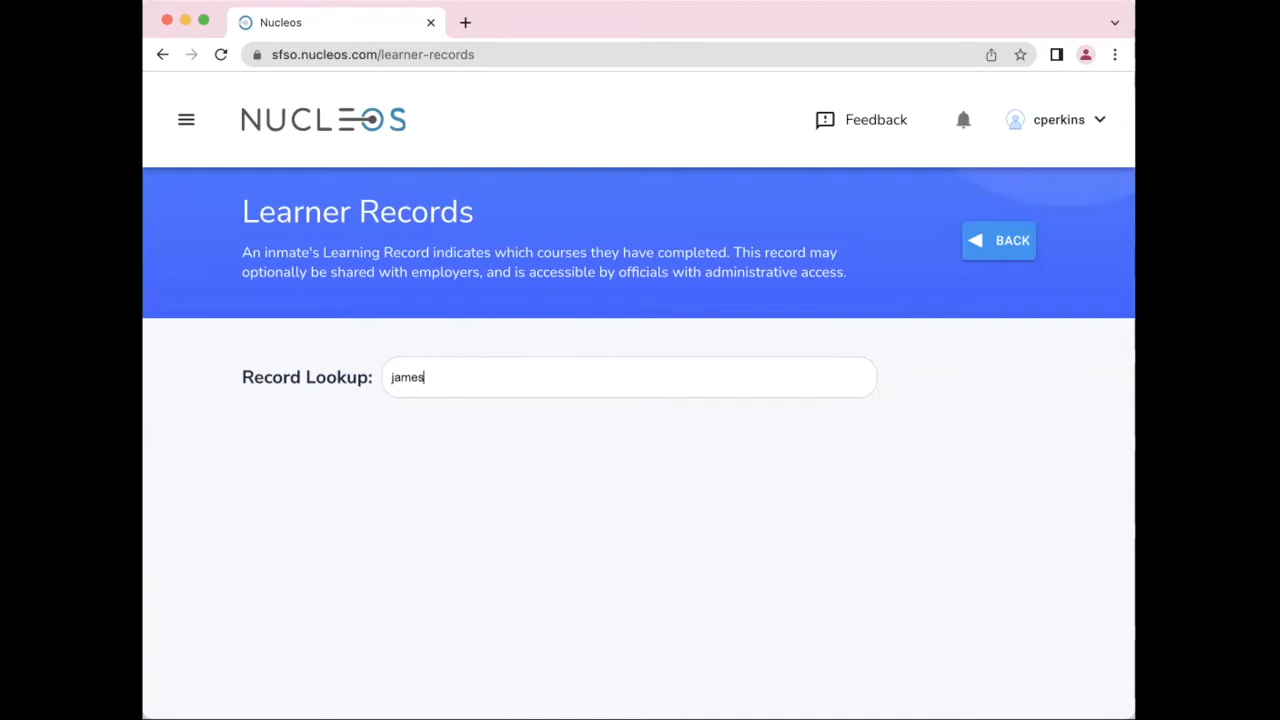 Nucleos
sfso.nucleos.com/learner-records
NUCLEOS
Feedback
cperkins
Learner Records
An inmate's Learning Record indicates which courses they have completed. This record may
optionally be shared with employers, and is accessible by officials with administrative access.
BACK
Record Lookup:
james